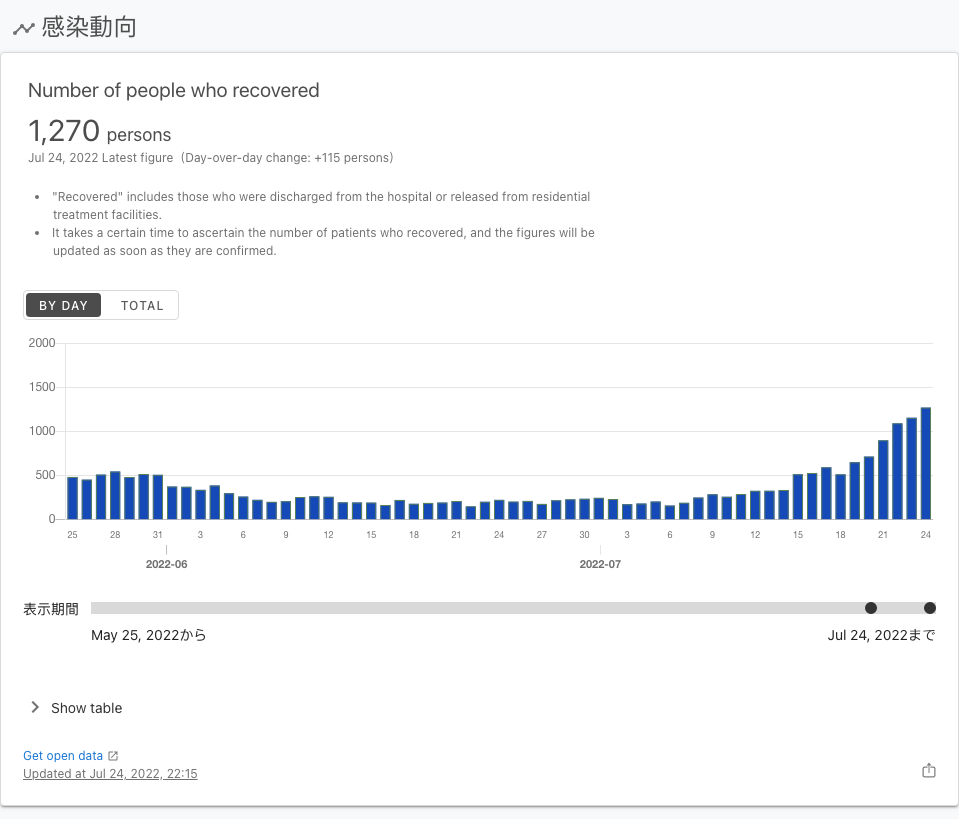 感染動向
Number of people who recovered
1,270 persons
Jul 24, 2022 Latest figure (Day-over-day change: +115 persons)
• "Recovered" includes those who were discharged from the hospital or released from residential
treatment facilities.
• It takes a certain time to ascertain the number of patients who recovered, and the figures will be
updated as soon as they are confirmed.
BY DAY TOTAL
2000
1500
1000
500
0
25 28 31 3 6 9 12 15 18 21 24 27 30 3 6 9 12 15 18 21 24
2022-06 2022-07
表示期間
May 25, 2022から Jul 24, 2022まで
Show table
Get open data
Updated at Jul 24, 2022, 22:15